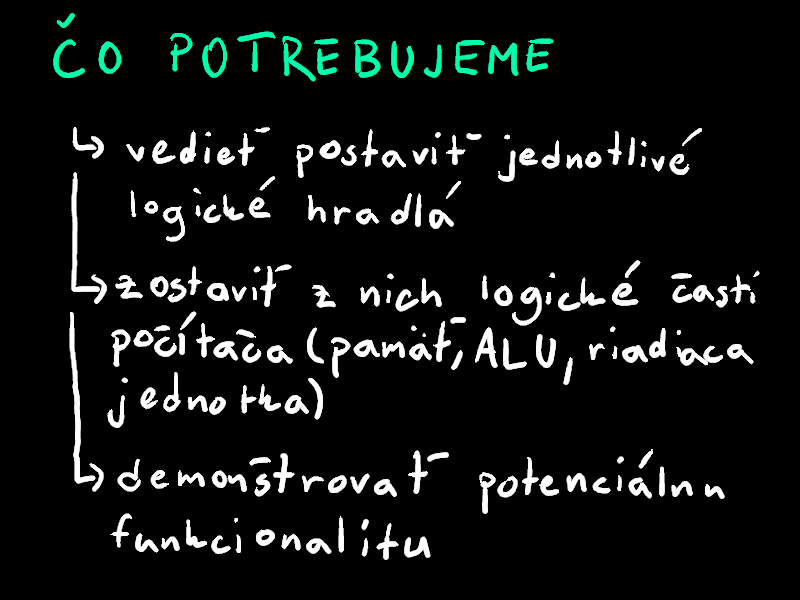 ČO POTREBUJEME
↳ vedieť postaviť jednotlivé
logické hradlá
↳ zostaviť z nich logické časti
počítača (pamäť, ALU, riadiaca
jednotka)
↳ demonštrovať potenciálnu
funkcionalitu